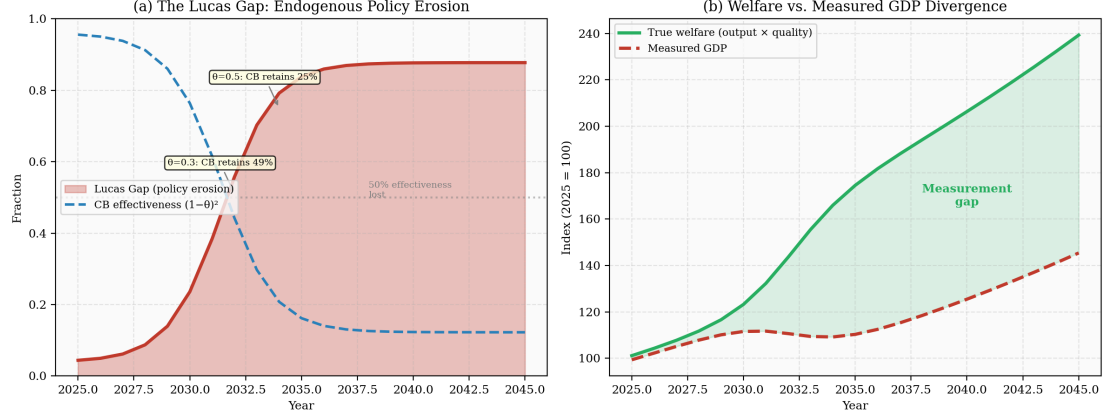 (a) The Lucas Gap: Endogenous Policy Erosion
1.0
0.8
0.6
0.4
0.2
0.0
Fraction
θ=0.5: CB retains 25%
θ=0.3: CB retains 49%
50% effectiveness
lost
Lucas Gap (policy erosion)
CB effectiveness (1−θ)²
2025.0 2027.5 2030.0 2032.5 2035.0 2037.5 2040.0 2042.5 2045.0
Year
(b) Welfare vs. Measured GDP Divergence
True welfare (output × quality)
Measured GDP
220
200
180
160
140
120
100
Index (2025 = 100)
Measurement
gap
2025.0 2027.5 2030.0 2032.5 2035.0 2037.5 2040.0 2042.5 2045.0
Year